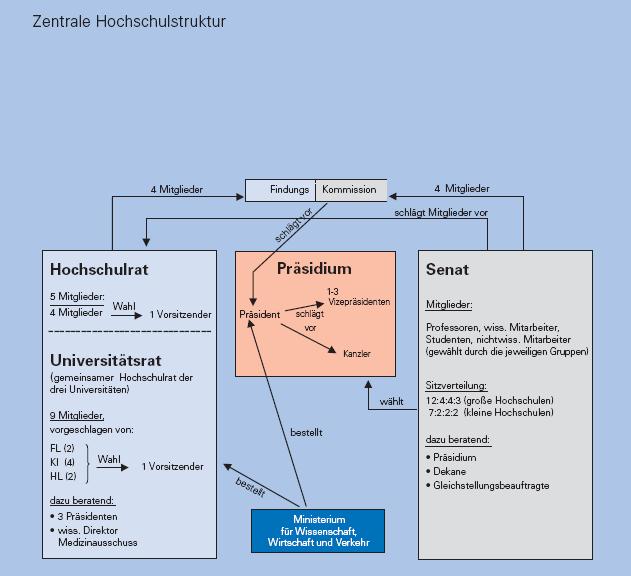 Zentrale Hochschulstruktur
4 Mitglieder
Findungs Kommission
4 Mitglieder
schlägt vor
schlägt Mitglieder vor
Hochschulrat
5 Mitglieder:
4 Mitglieder
Wahl
1 Vorsitzender
Universitätsrat
(gemeinsamer Hochschulrat der
drei Universitäten)
9 Mitglieder,
vorgeschlagen von:
FL (2)
KI (4)
HL (2)
Wahl
1 Vorsitzender
dazu beratend:
• 3 Präsidenten
• wiss. Direktor
Medizinausschuss
Präsidium
1-3
Vizepräsidenten
Präsident
schlägt
vor
Kanzler
wählt
bestellt
bestellt
Ministerium
für Wissenschaft,
Wirtschaft und Verkehr
Senat
Mitglieder:
Professoren, wiss. Mitarbeiter,
Studenten, nichtwiss. Mitarbeiter
(gewählt durch die jeweiligen Gruppen)
Sitzverteilung:
12:4:4:3 (große Hochschulen)
7:2:2:2 (kleine Hochschulen)
dazu beratend:
• Präsidium
• Dekane
• Gleichstellungsbeauftragte